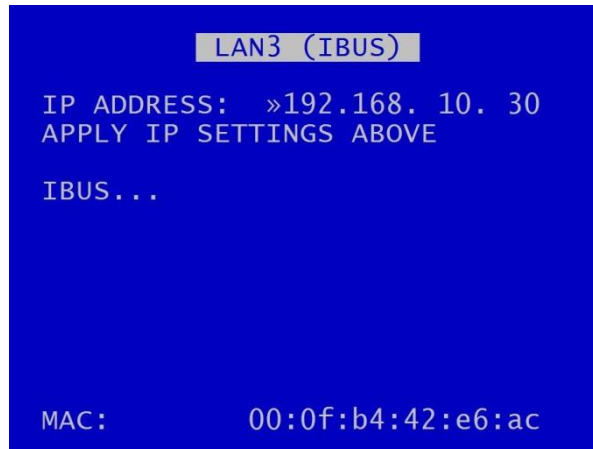 LAN3 (IBUS)
IP ADDRESS: »192.168. 10. 30
APPLY IP SETTINGS ABOVE
IBUS...
MAC: 00:0f:b4:42:e6:ac